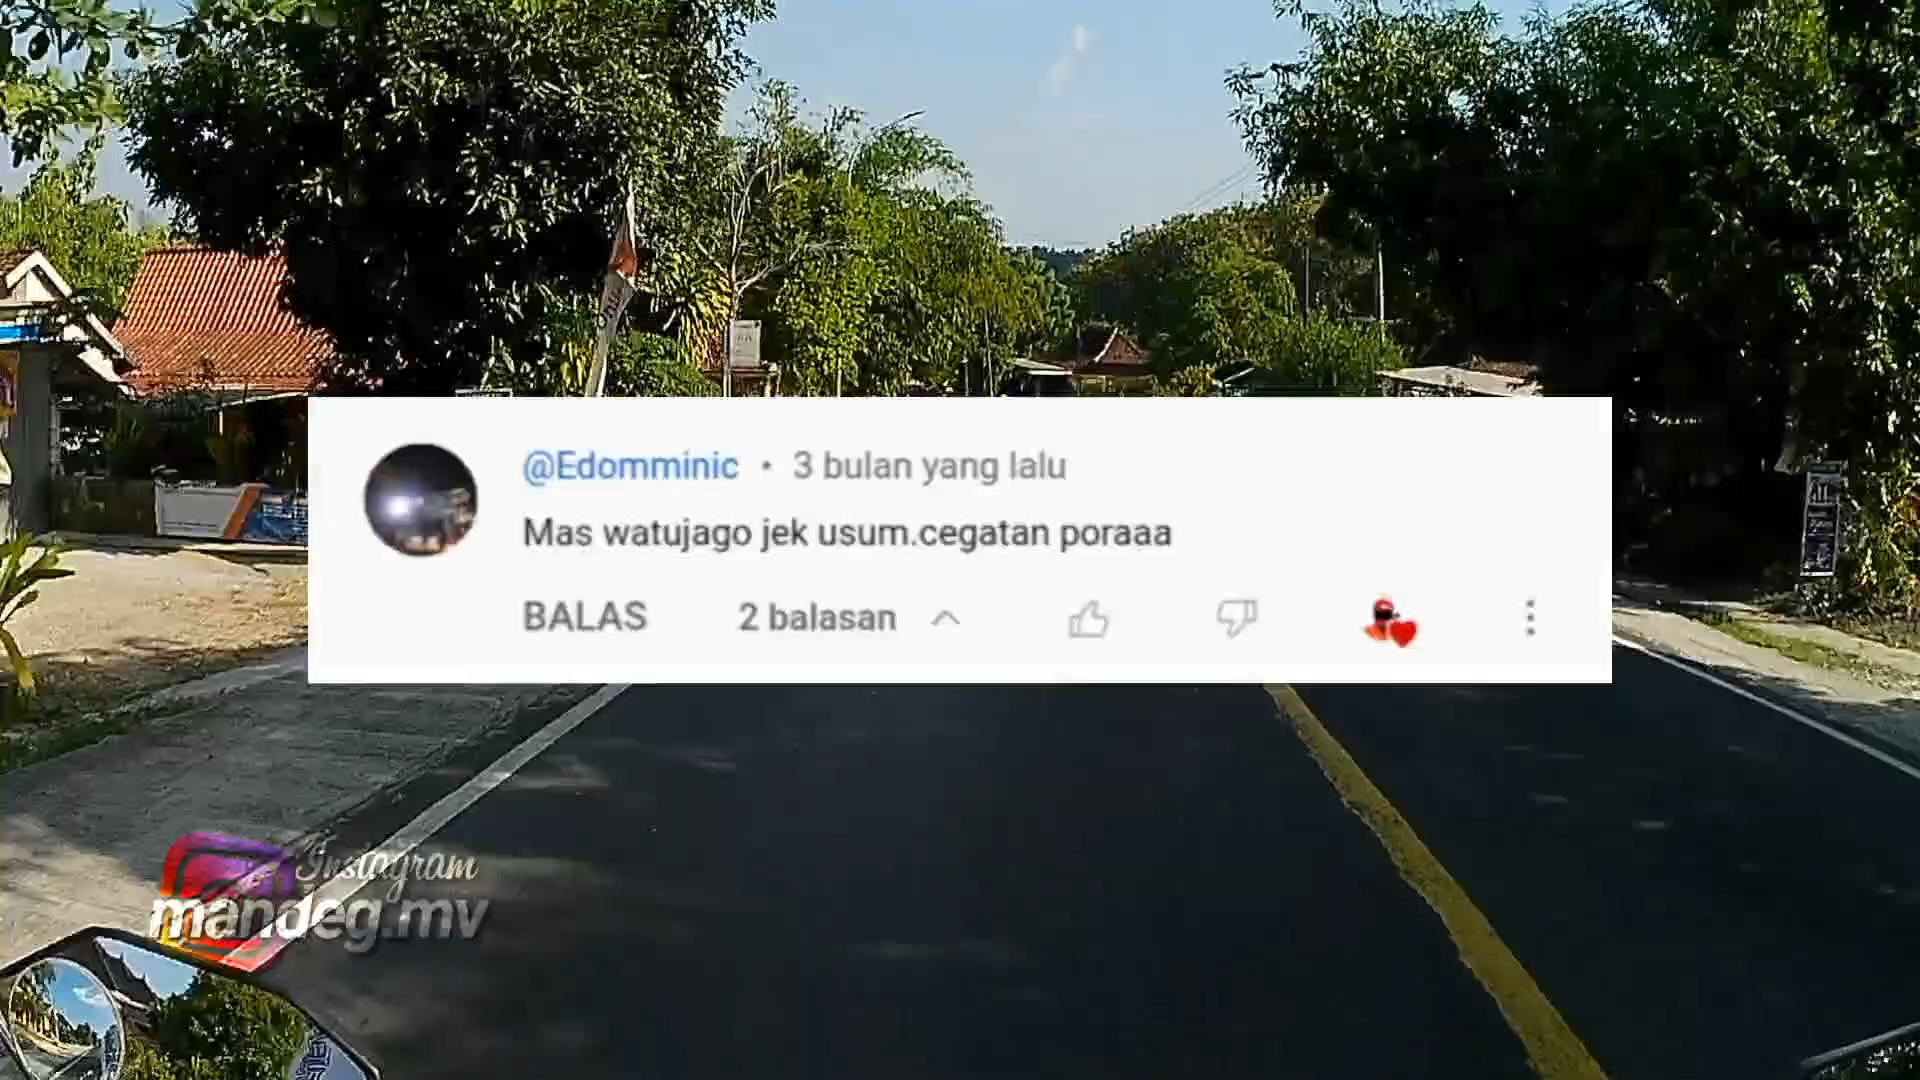 @Edomminic • 3 bulan yang lalu
Mas watujago jek usum.cegatan poraaa
BALAS 2 balasan
Instagram
mandeg.mv